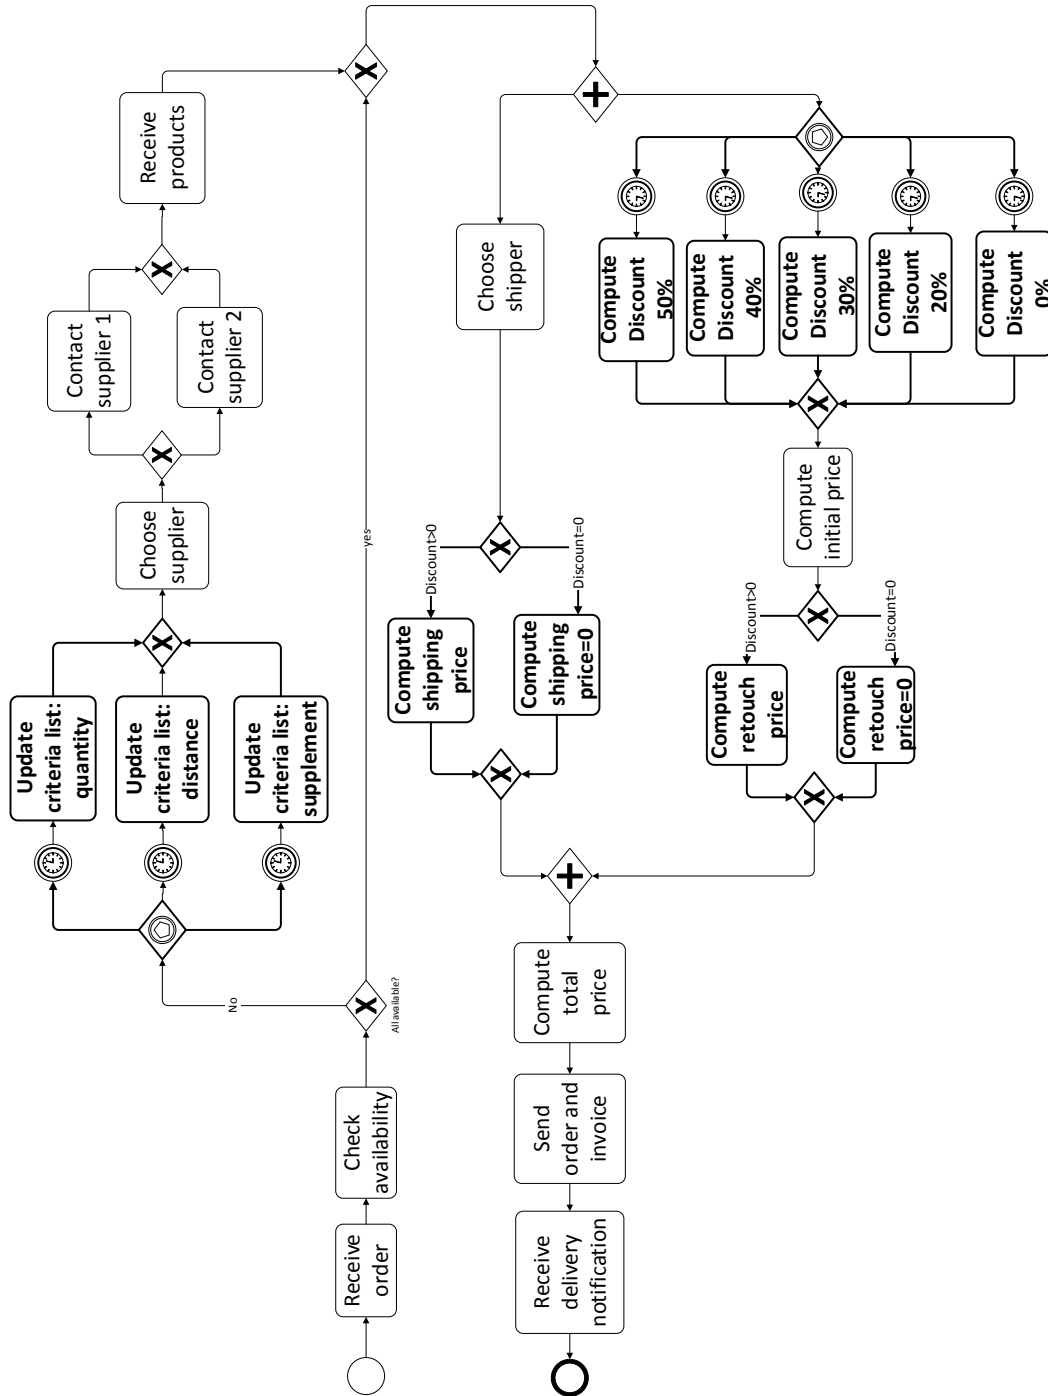 Receive
order
Check
availability
All available?
No
yes
Update
criteria list:
quantity
Update
criteria list:
distance
Update
criteria list:
supplement
Choose
supplier
Contact
supplier 1
Contact
supplier 2
Receive
products
Choose
shipper
Discount>0
Discount=0
Compute
shipping
price
Compute
shipping
price=0
Compute
Discount
50%
Compute
Discount
40%
Compute
Discount
30%
Compute
Discount
20%
Compute
Discount
0%
Compute
initial price
Discount>0
Discount=0
Compute
retouch
price
Compute
retouch
price=0
Compute
total
price
Send
order and
invoice
Receive
delivery
notification